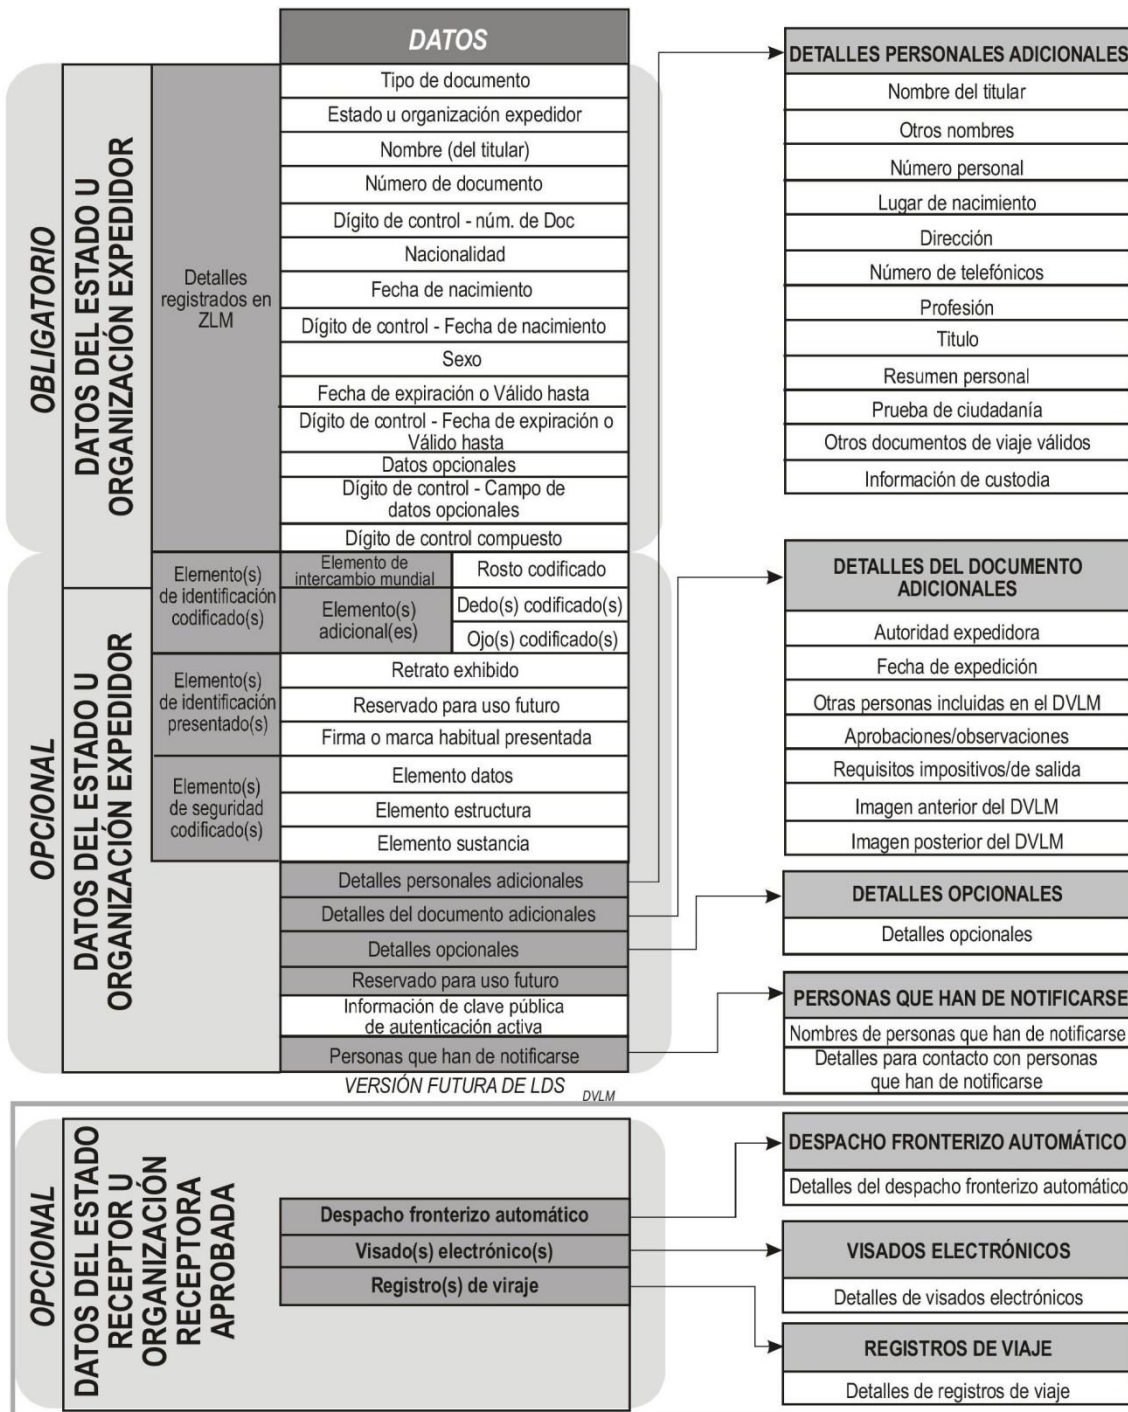 DATOS
OBLIGATORIO
DATOS DEL ESTADO U
ORGANIZACIÓN EXPEDIDOR
Detalles
registrados en
ZLM
Tipo de documento
Estado u organización expedidor
Nombre (del titular)
Número de documento
Dígito de control - núm. de Doc
Nacionalidad
Fecha de nacimiento
Dígito de control - Fecha de nacimiento
Sexo
Fecha de expiración o Válido hasta
Dígito de control - Fecha de expiración o
Válido hasta
Datos opcionales
Dígito de control - Campo de
datos opcionales
Dígito de control compuesto
OPCIONAL
DATOS DEL ESTADO U
ORGANIZACIÓN EXPEDIDOR
Elemento(s)
de identificación
codificado(s)
Elemento de
intercambio mundial
Rosto codificado
Elemento(s)
adicional(es)
Dedo(s) codificado(s)
Ojo(s) codificado(s)
Elemento(s)
de identificación
presentado(s)
Retrato exhibido
Reservado para uso futuro
Firma o marca habitual presentada
Elemento(s)
de seguridad
codificado(s)
Elemento datos
Elemento estructura
Elemento sustancia
Detalles personales adicionales
Detalles del documento adicionales
Detalles opcionales
Reservado para uso futuro
Información de clave pública
de autenticación activa
Personas que han de notificarse
DETALLES PERSONALES ADICIONALES
Nombre del titular
Otros nombres
Número personal
Lugar de nacimiento
Dirección
Número de telefónicos
Profesión
Titulo
Resumen personal
Prueba de ciudadanía
Otros documentos de viaje válidos
Información de custodia
DETALLES DEL DOCUMENTO
ADICIONALES
Autoridad expedidora
Fecha de expedición
Otras personas incluidas en el DVLM
Aprobaciones/observaciones
Requisitos impositivos/de salida
Imagen anterior del DVLM
Imagen posterior del DVLM
DETALLES OPCIONALES
Detalles opcionales
PERSONAS QUE HAN DE NOTIFICARSE
Nombres de personas que han de notificarse
Detalles para contacto con personas
que han de notificarse
VERSIÓN FUTURA DE LDS
DVLM
OPCIONAL
DATOS DEL ESTADO
RECEPTOR U
ORGANIZACIÓN
RECEPTORA
APROBADA
Despacho fronterizo automático
Visado(s) electrónico(s)
Registro(s) de viraje
DESPACHO FRONTERIZO AUTOMÁTICO
Detalles del despacho fronterizo automático
VISADOS ELECTRÓNICOS
Detalles de visados electrónicos
REGISTROS DE VIAJE
Detalles de registros de viaje